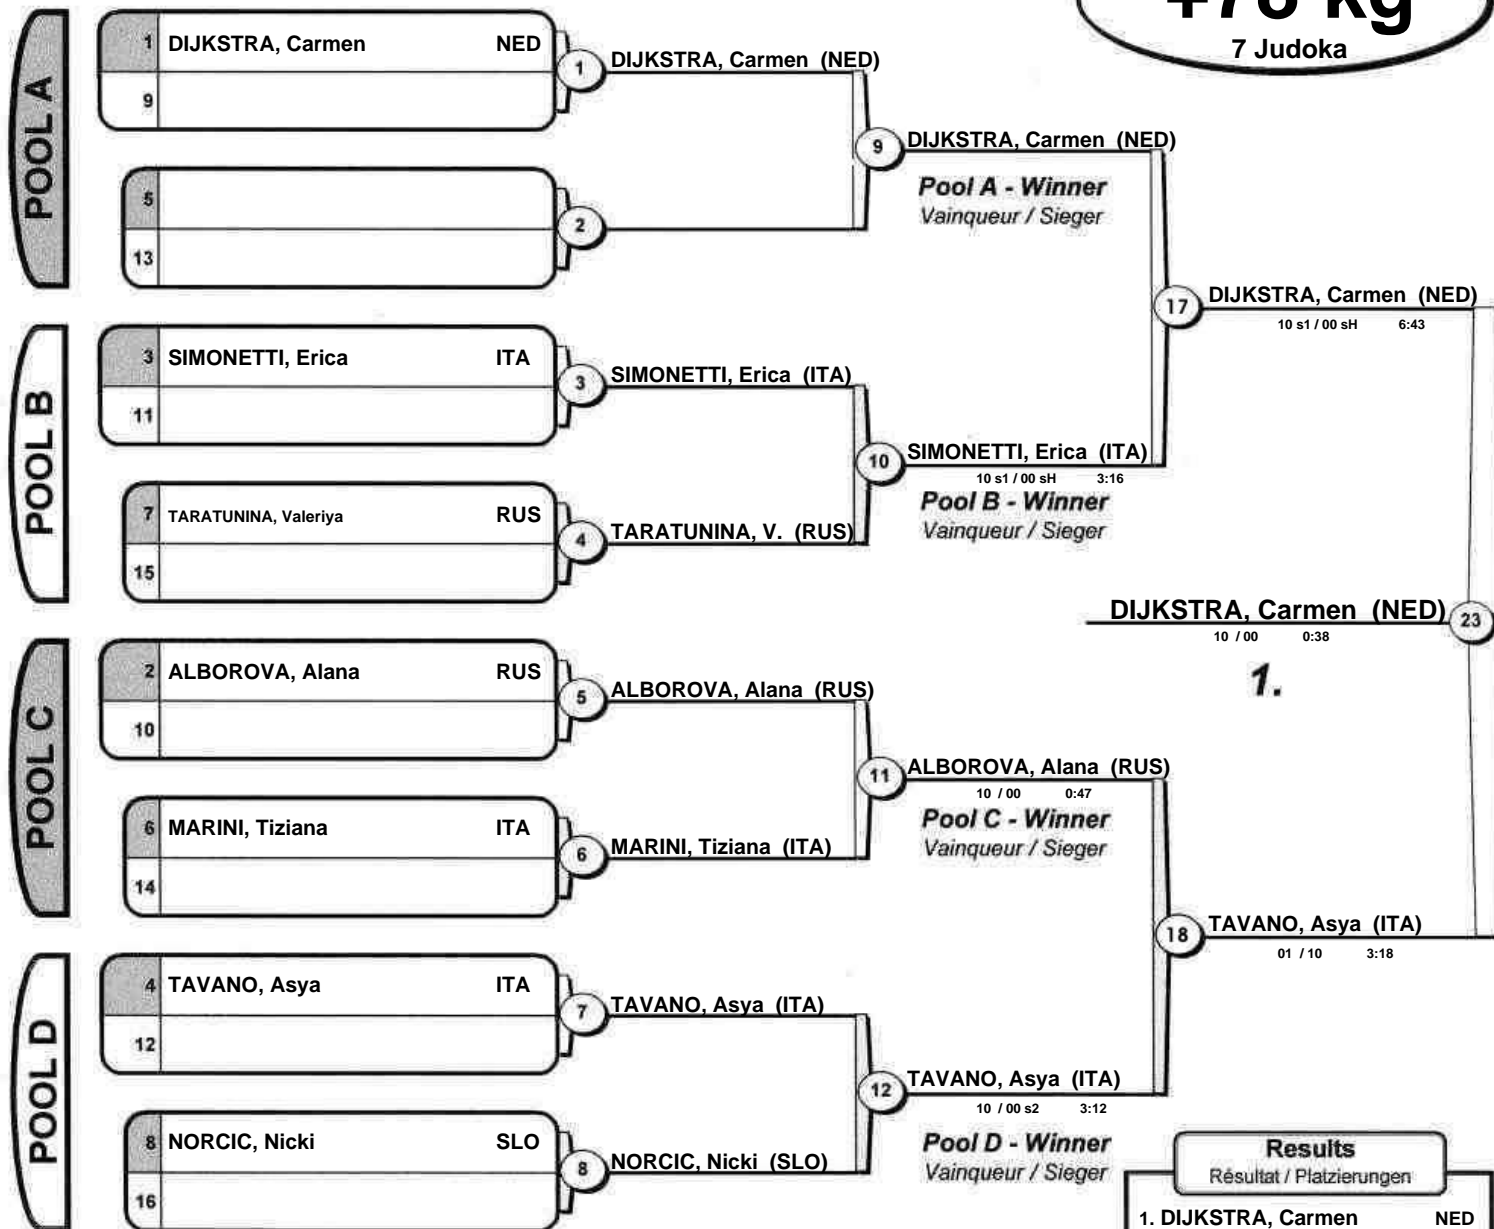 +78 kg
7 Judoka
POOL A
1 DIJKSTRA, Carmen NED
9
5
13
1 DIJKSTRA, Carmen (NED)
2
9 DIJKSTRA, Carmen (NED)
Pool A - Winner
Vainqueur / Sieger
POOL B
3 SIMONETTI, Erica ITA
11
7 TARATUNINA, Valeriya RUS
15
3 SIMONETTI, Erica (ITA)
4 TARATUNINA, V. (RUS)
10 SIMONETTI, Erica (ITA)
10 s1 / 00 sH 3:16
Pool B - Winner
Vainqueur / Sieger
17 DIJKSTRA, Carmen (NED)
10 s1 / 00 sH 6:43
DIJKSTRA, Carmen (NED) 23
10 / 00 0:38
1.
POOL C
2 ALBOROVA, Alana RUS
10
6 MARINI, Tiziana ITA
14
5 ALBOROVA, Alana (RUS)
6 MARINI, Tiziana (ITA)
11 ALBOROVA, Alana (RUS)
10 / 00 0:47
Pool C - Winner
Vainqueur / Sieger
18 TAVANO, Asya (ITA)
01 / 10 3:18
POOL D
4 TAVANO, Asya ITA
12
8 NORCIC, Nicki SLO
16
7 TAVANO, Asya (ITA)
8 NORCIC, Nicki (SLO)
12 TAVANO, Asya (ITA)
10 / 00 s2 3:12
Pool D - Winner
Vainqueur / Sieger
Results
Résultat / Platzierungen
1. DIJKSTRA, Carmen NED